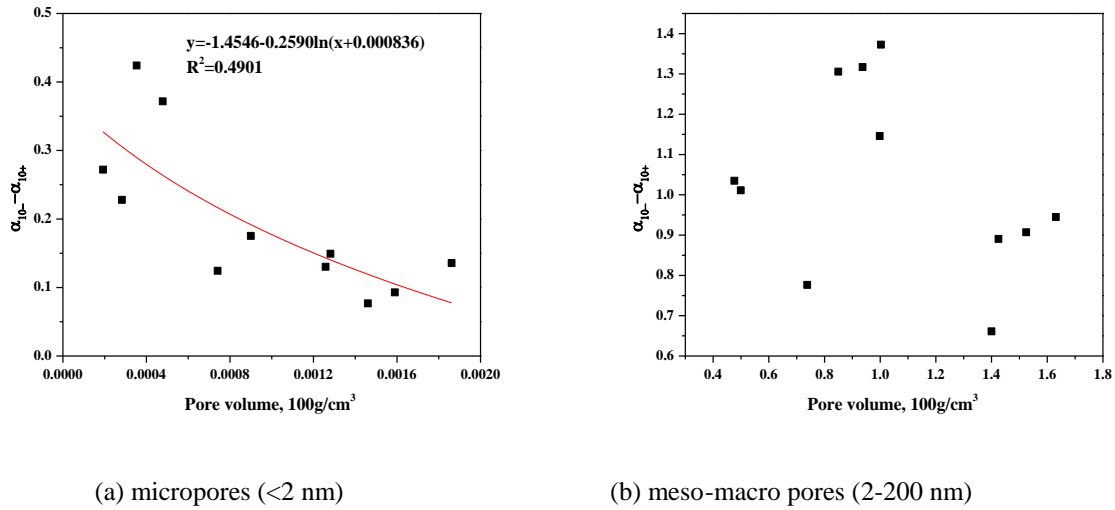 y=-1.4546-0.2590ln(x+0.000836)
R²=0.4901
0.5
0.4
0.3
0.2
0.1
0.0
α₁₀₋−α₁₀₊
0.0000 0.0004 0.0008 0.0012 0.0016 0.0020
Pore volume, 100g/cm³
(a) micropores (<2 nm)
1.4
1.3
1.2
1.1
1.0
0.9
0.8
0.7
0.6
α₁₀₋−α₁₀₊
0.4 0.6 0.8 1.0 1.2 1.4 1.6 1.8
Pore volume, 100g/cm³
(b) meso-macro pores (2-200 nm)